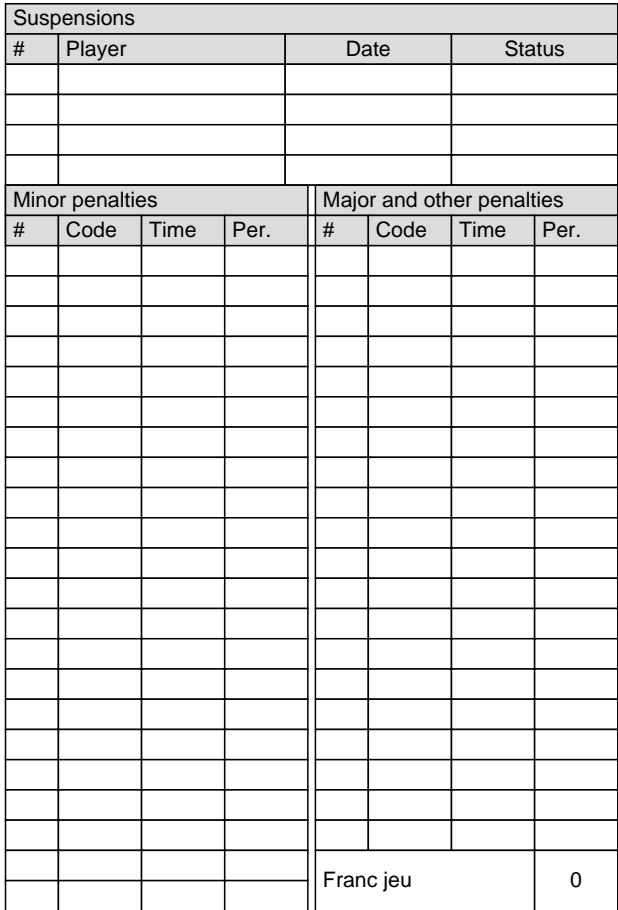 Suspensions
# Player Date Status
Minor penalties Major and other penalties
# Code Time Per. # Code Time Per.
Franc jeu 0